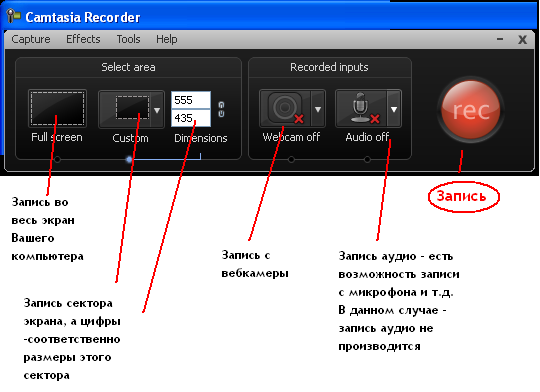 Camtasia Recorder
Capture Effects Tools Help
Select area
Recorded inputs
555
435
rec
Full screen
Custom
Dimensions
Webcam off
Audio off
Запись
Запись во
весь экран
Вашего
компьютера
Запись с
вебкамеры
Запись аудио - есть
возможность записи
с микрофона и т.д.
В данном случае -
запись аудио не
производится
Запись сектора
экрана, а цифры
-соответственно
размеры этого
сектора